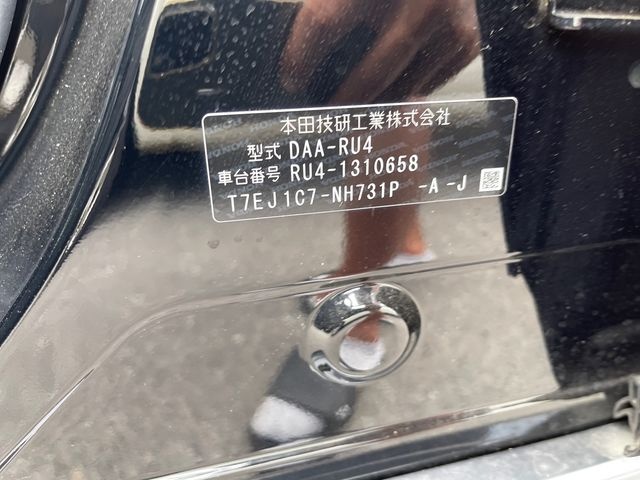 本田技研工業株式会社
型式 DAA-RU4
車台番号 RU4-1310658
T7EJ1C7-NH731P -A -J